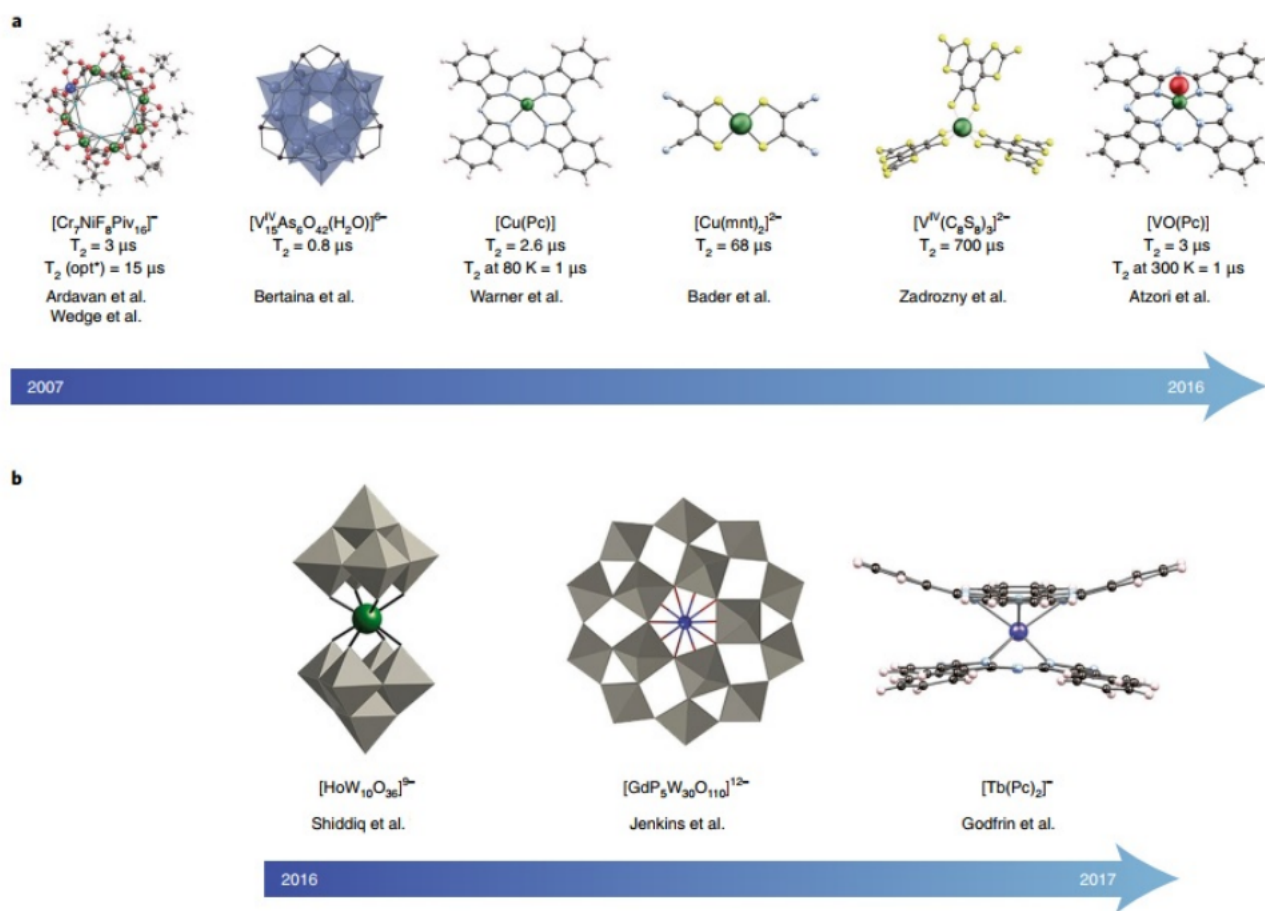 a
[Cr₇NiF₈Piv₁₆]⁻
T₂ = 3 µs
T₂ (opt*) = 15 µs
Ardavan et al.
Wedge et al.
[V^IV₁₅As₆O₄₂(H₂O)]⁶⁻
T₂ = 0.8 µs
Bertaina et al.
[Cu(Pc)]
T₂ = 2.6 µs
T₂ at 80 K = 1 µs
Warner et al.
[Cu(mnt)₂]²⁻
T₂ = 68 µs
Bader et al.
[V^IV(C₈S₈)₃]²⁻
T₂ = 700 µs
Zadrozny et al.
[VO(Pc)]
T₂ = 3 µs
T₂ at 300 K = 1 µs
Atzori et al.
2007
2016
b
[HoW₁₀O₃₆]⁹⁻
Shiddiq et al.
[GdP₅W₃₀O₁₁₀]¹²⁻
Jenkins et al.
[Tb(Pc)₂]⁻
Godfrin et al.
2016
2017